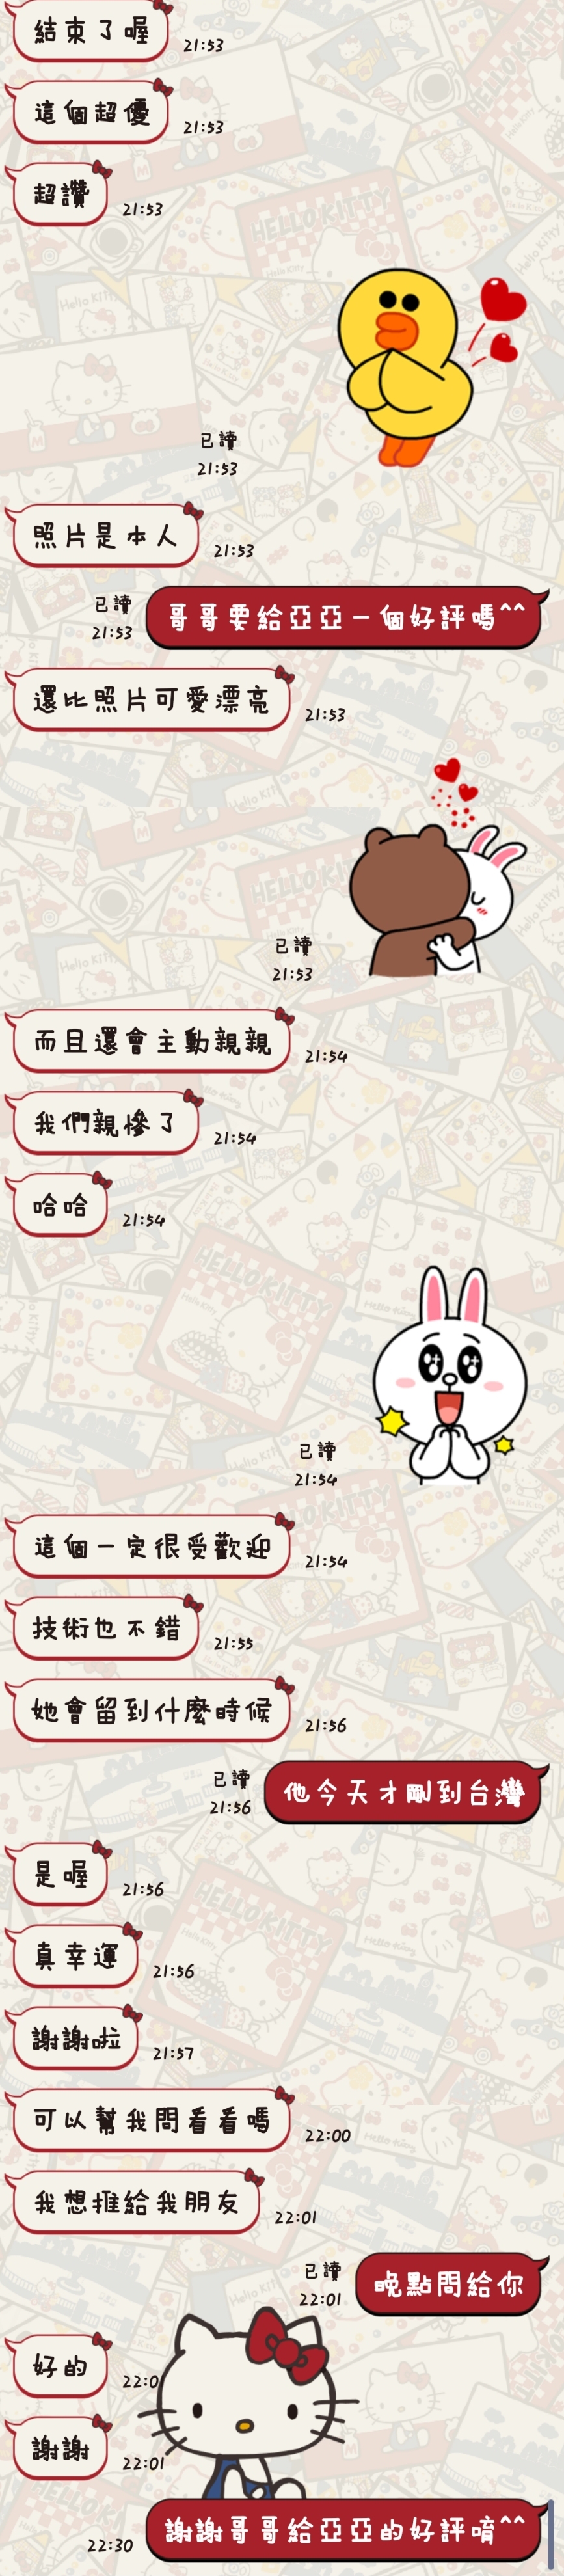 結束了喔
21:53
這個超優
21:53
超讚
21:53
已讀
21:53
照片是本人
21:53
哥哥要給亞亞一個好評嗎^^
已讀
21:53
還比照片可愛漂亮
21:53
已讀
21:53
而且還會主動親親
21:54
我們親慘了
21:54
哈哈
21:54
已讀
21:54
這個一定很受歡迎
21:54
技術也不錯
21:55
她會留到什麼時候
21:56
他今天才剛到台灣
已讀
21:56
是喔
21:56
真幸運
21:56
謝謝啦
21:57
可以幫我問看看嗎
22:00
我想推給我朋友
22:01
晚點問給你
已讀
22:01
好的
22:0
謝謝
22:01
謝謝哥哥給亞亞的好評唷^^
22:30